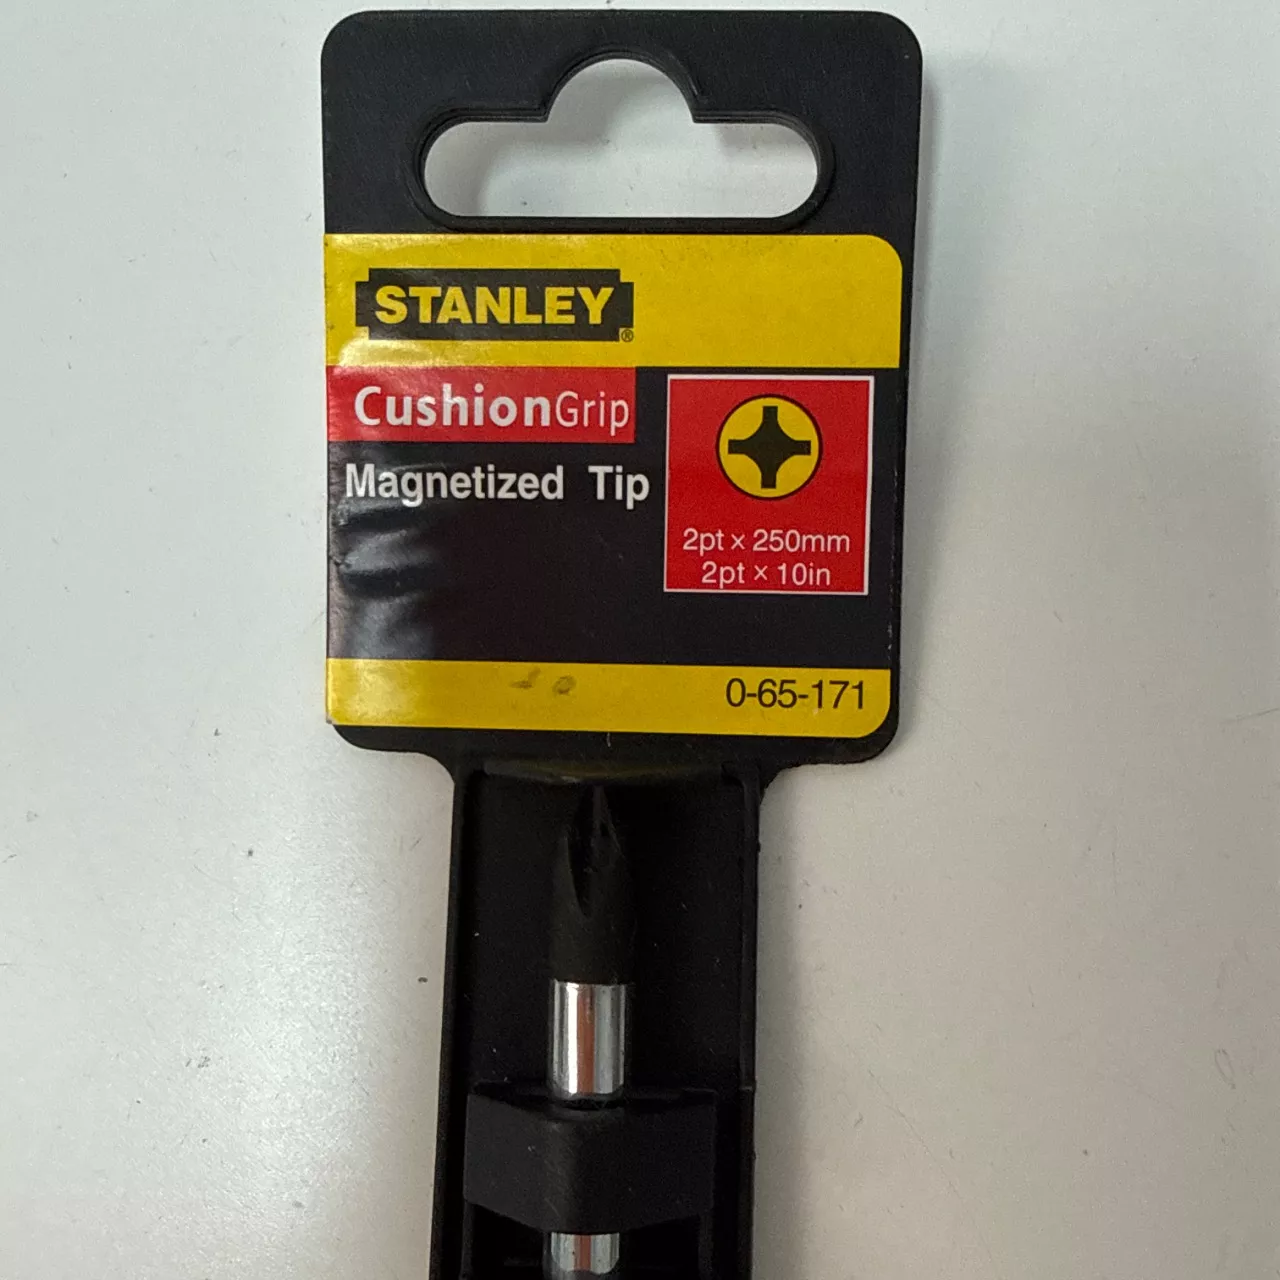 STANLEY®
CushionGrip
Magnetized Tip
2pt × 250mm
2pt × 10in
0-65-171